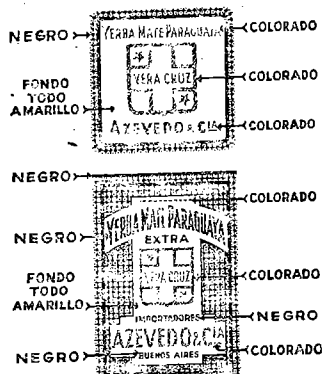 NEGRO
COLORADO
YERBA MATE PARAGUAYA
VERA CRUZ
COLORADO
FONDO
TODO
AMARILLO
AZEVEDO & CIA
COLORADO
NEGRO
COLORADO
NEGRO
YERBA MATE PARAGUAYA
EXTRA
VERA CRUZ
COLORADO
FONDO
TODO
AMARILLO
IMPORTADORES
NEGRO
AZEVEDO & CIA
COLORADO
NEGRO
BUENOS AIRES